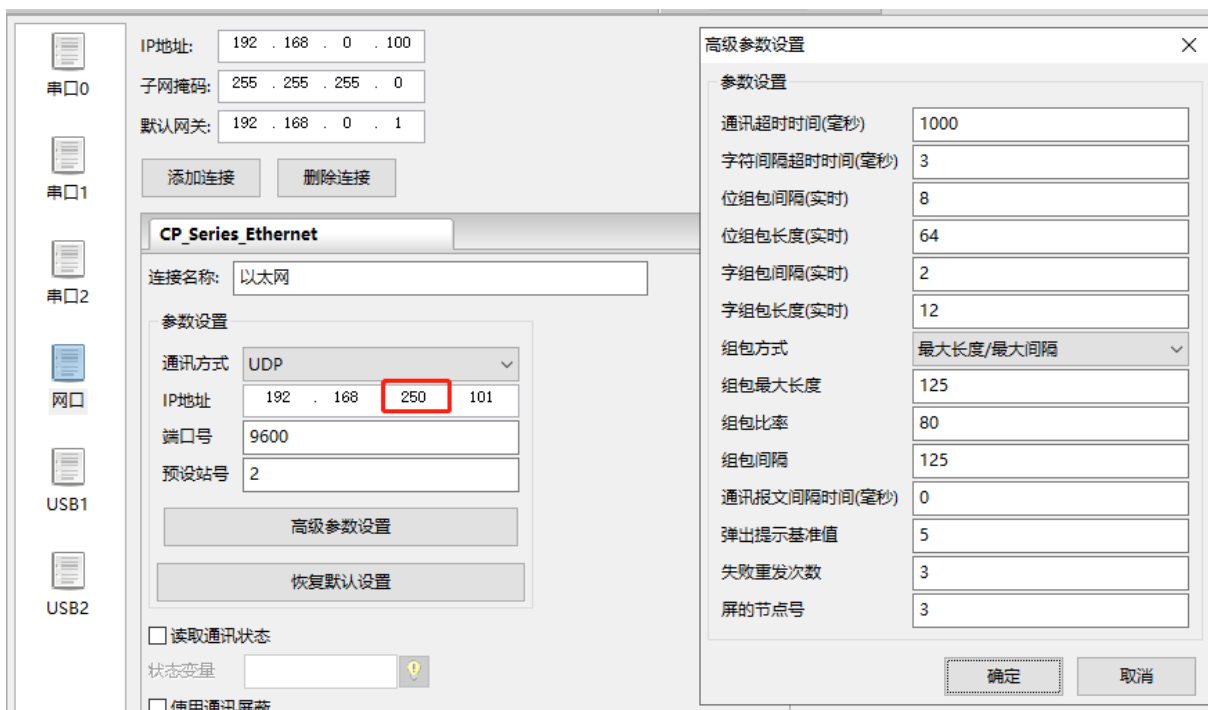 串口0
串口1
串口2
网口
USB1
USB2
IP地址: 192 . 168 . 0 . 100
子网掩码: 255 . 255 . 255 . 0
默认网关: 192 . 168 . 0 . 1
添加连接 删除连接
CP_Series_Ethernet
连接名称: 以太网
参数设置
通讯方式 UDP
IP地址 192 . 168 250 101
端口号 9600
预设站号 2
高级参数设置
恢复默认设置
读取通讯状态
状态变量
使用通讯屏蔽
高级参数设置
参数设置
通讯超时时间(毫秒) 1000
字符间隔超时时间(毫秒) 3
位组包间隔(实时) 8
位组包长度(实时) 64
字组包间隔(实时) 2
字组包长度(实时) 12
组包方式 最大长度/最大间隔
组包最大长度 125
组包比率 80
组包间隔 125
通讯报文间隔时间(毫秒) 0
弹出提示基准值 5
失败重发次数 3
屏的节点号 3
确定 取消